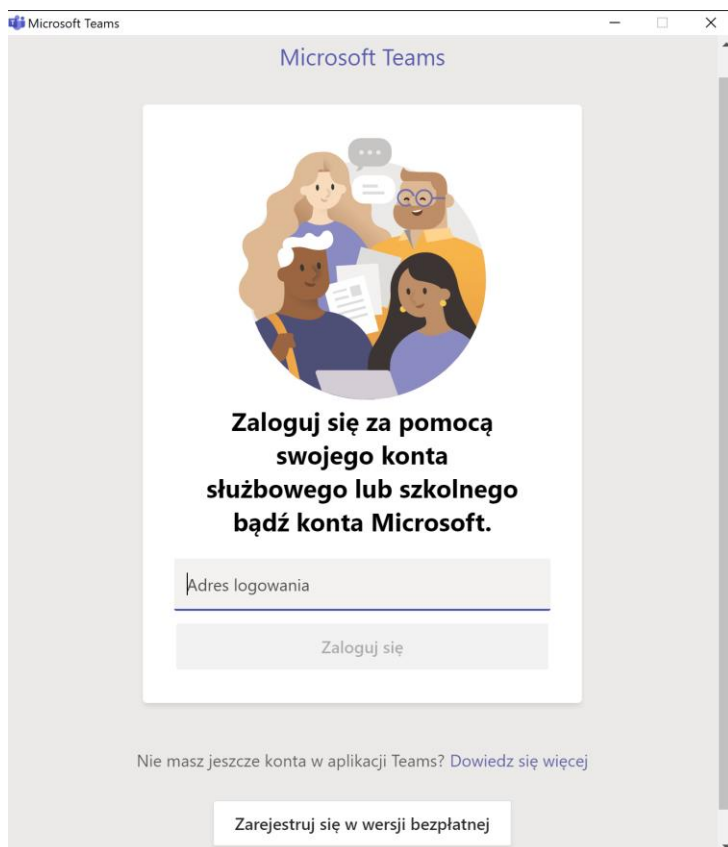 Microsoft Teams
Microsoft Teams
Zaloguj się za pomocą
swojego konta
służbowego lub szkolnego
bądź konta Microsoft.
Adres logowania
Zaloguj się
Nie masz jeszcze konta w aplikacji Teams? Dowiedz się więcej
Zarejestruj się w wersji bezpłatnej